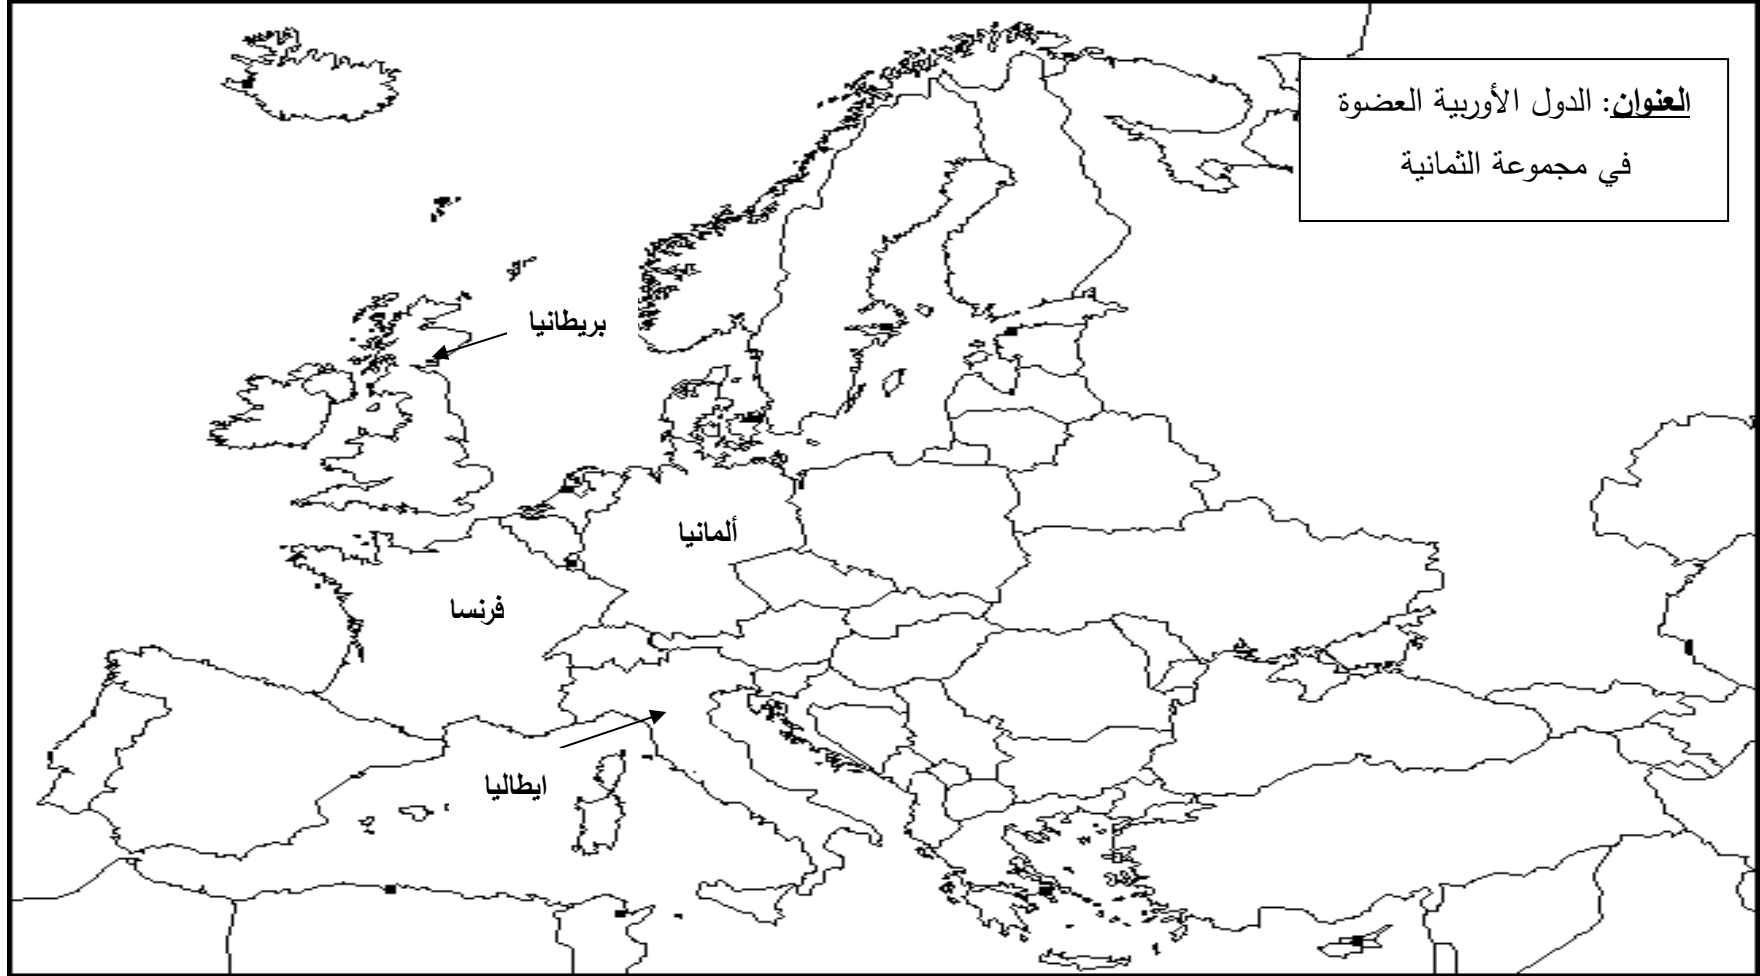 العنوان: الدول الأوربية العضوة
في مجموعة الثمانية
بريطانيا
ألمانيا
فرنسا
ايطاليا